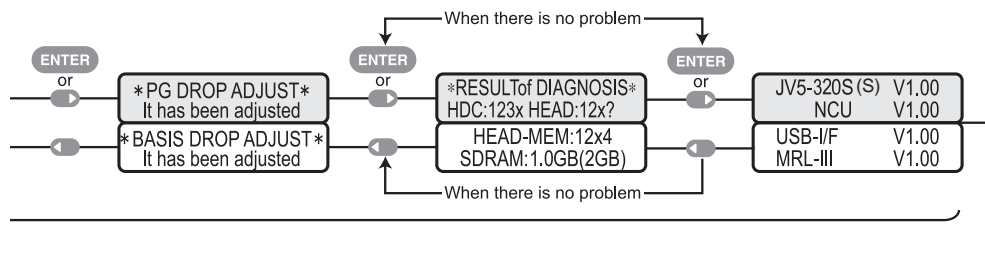 When there is no problem
ENTER
or
ENTER
or
ENTER
or
*PG DROP ADJUST*
It has been adjusted
*BASIS DROP ADJUST*
It has been adjusted
*RESULTof DIAGNOSIS*
HDC:123x HEAD:12x?
HEAD-MEM:12x4
SDRAM:1.0GB(2GB)
JV5-320S (S) V1.00
NCU V1.00
USB-I/F V1.00
MRL-III V1.00
When there is no problem